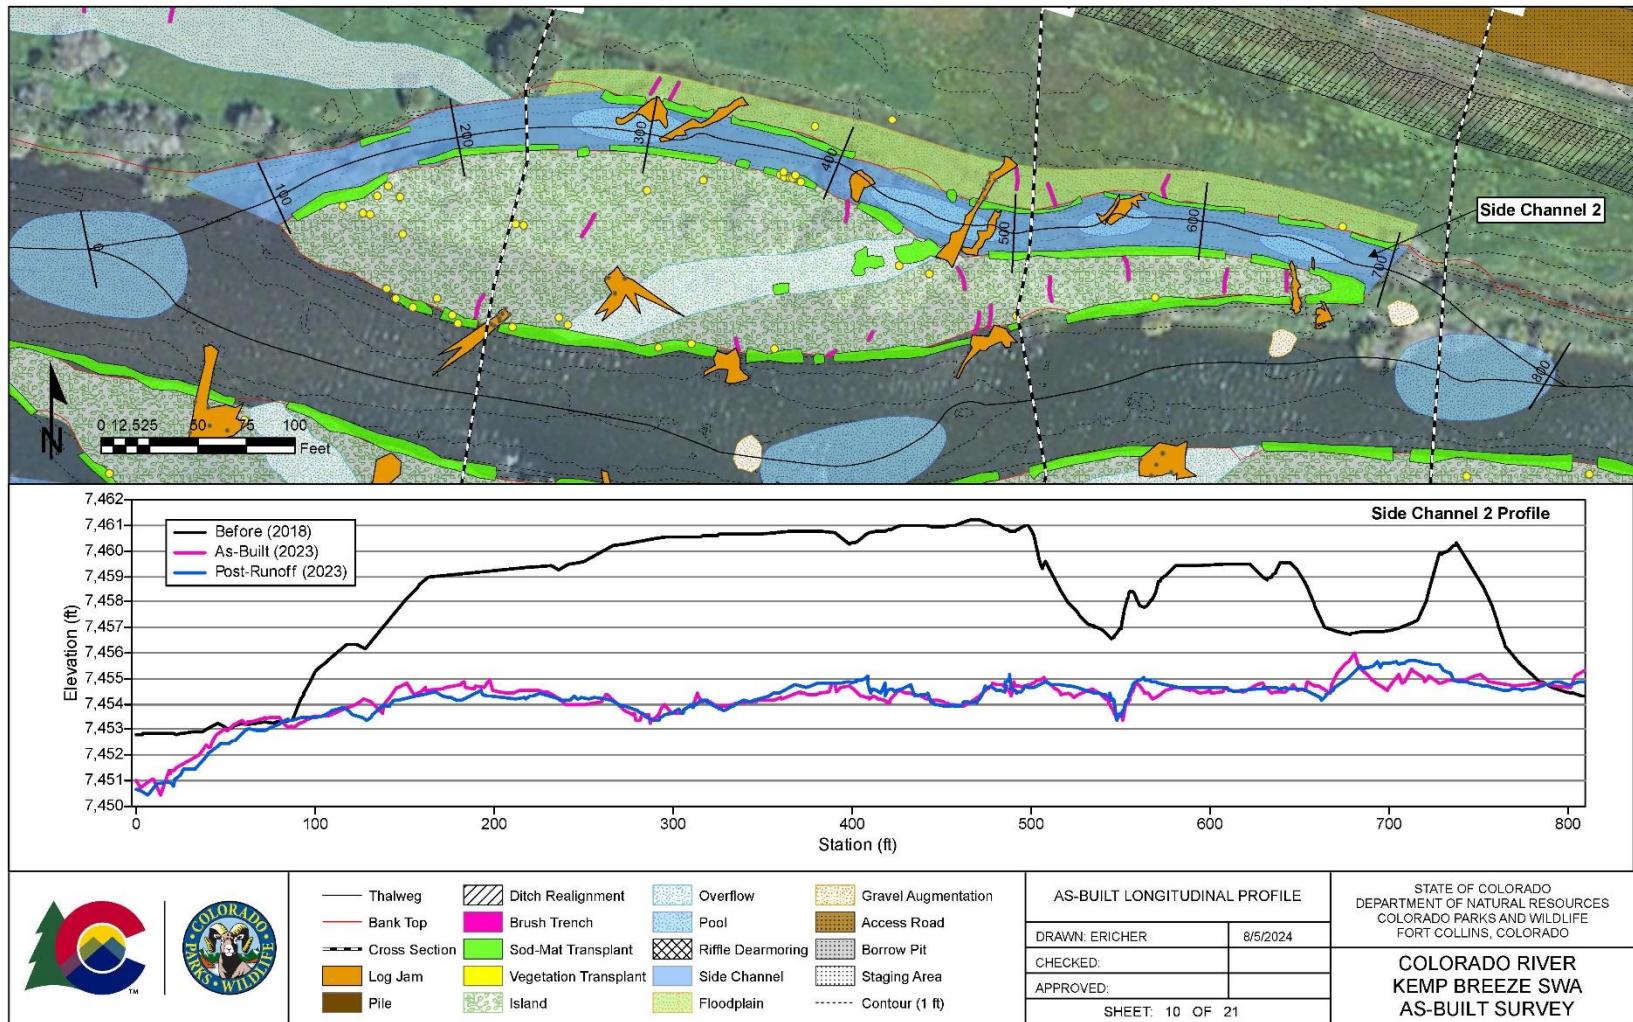 100
200
300
400
500
600
700
800
0
Side Channel 2
N
0 12.525 50 75 100
Feet
Side Channel 2 Profile
Before (2018)
As-Built (2023)
Post-Runoff (2023)
Elevation (ft)
7,462
7,461
7,460
7,459
7,458
7,457
7,456
7,455
7,454
7,453
7,452
7,451
7,450
0 100 200 300 400 500 600 700 800
Station (ft)
TM
COLORADO
PARKS • WILDLIFE
Thalweg
Bank Top
Cross Section
Log Jam
Pile
Ditch Realignment
Brush Trench
Sod-Mat Transplant
Vegetation Transplant
Island
Overflow
Pool
Riffle Dearmoring
Side Channel
Floodplain
Gravel Augmentation
Access Road
Borrow Pit
Staging Area
Contour (1 ft)
AS-BUILT LONGITUDINAL PROFILE
DRAWN: ERICHER 8/5/2024
CHECKED:
APPROVED:
SHEET: 10 OF 21
STATE OF COLORADO
DEPARTMENT OF NATURAL RESOURCES
COLORADO PARKS AND WILDLIFE
FORT COLLINS, COLORADO
COLORADO RIVER
KEMP BREEZE SWA
AS-BUILT SURVEY